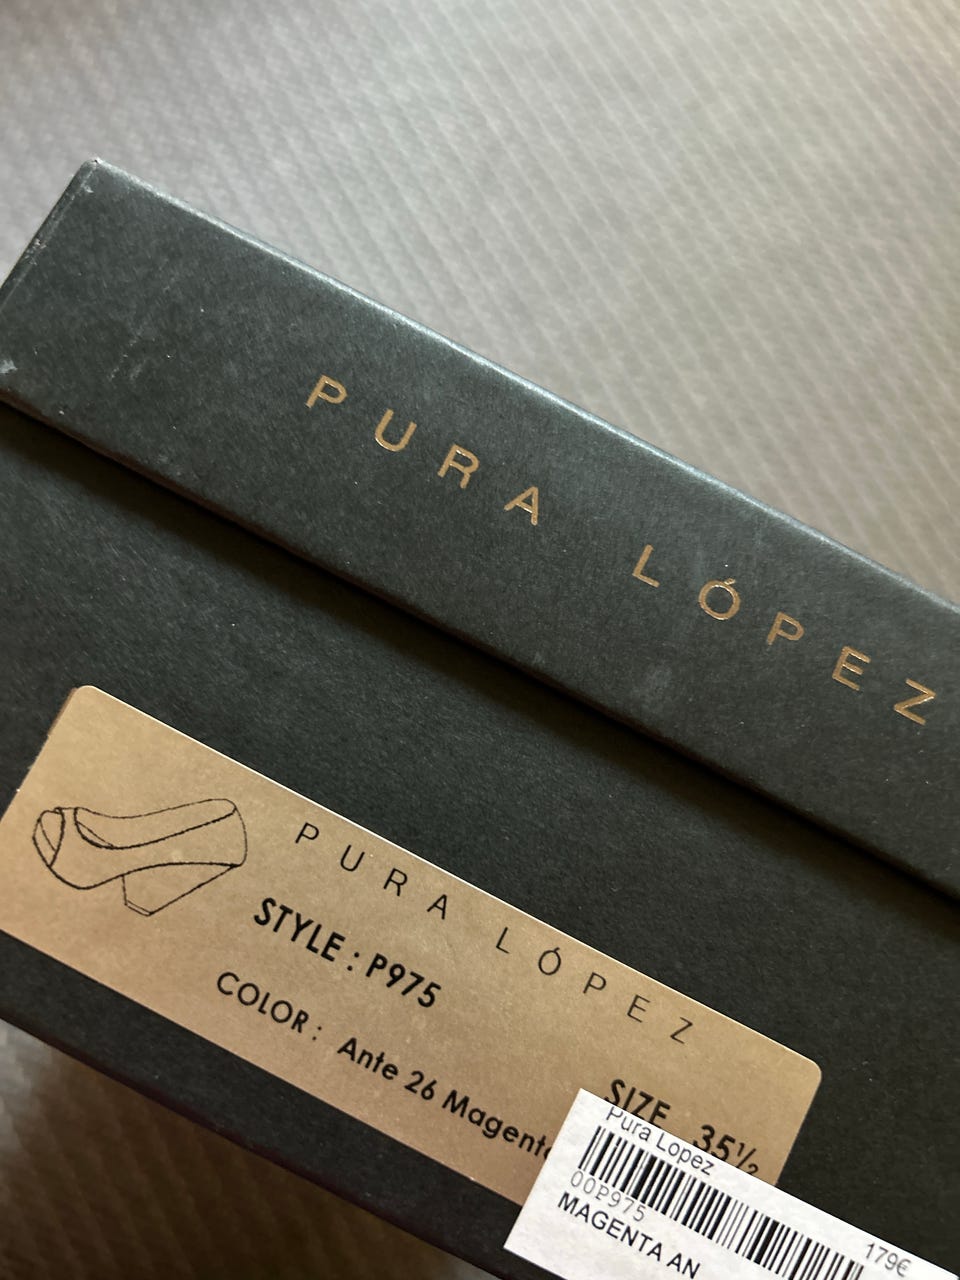 PURA LÓPEZ
PURA LÓPEZ
STYLE : P975
COLOR : Ante 26 Magenta
SIZE 35½
Pura Lopez
00P975
179€
MAGENTA AN